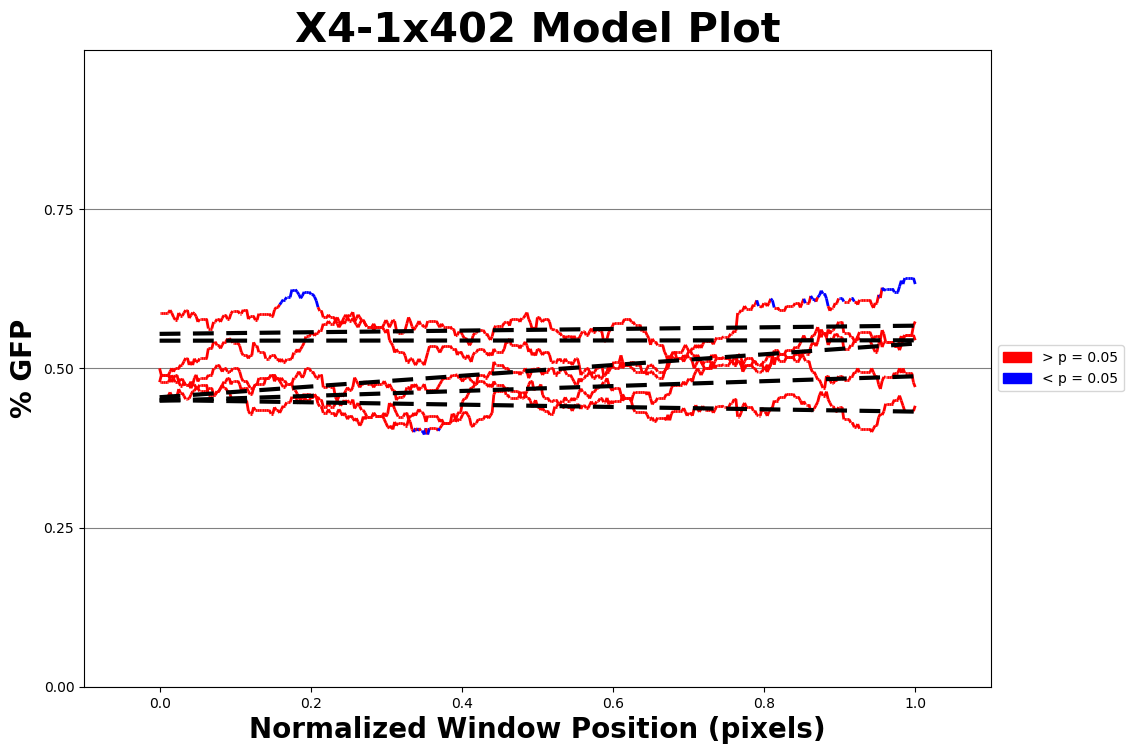 X4-1x402 Model Plot
% GFP
0.75
0.50
0.25
0.00
0.0 0.2 0.4 0.6 0.8 1.0
Normalized Window Position (pixels)
> p = 0.05
< p = 0.05